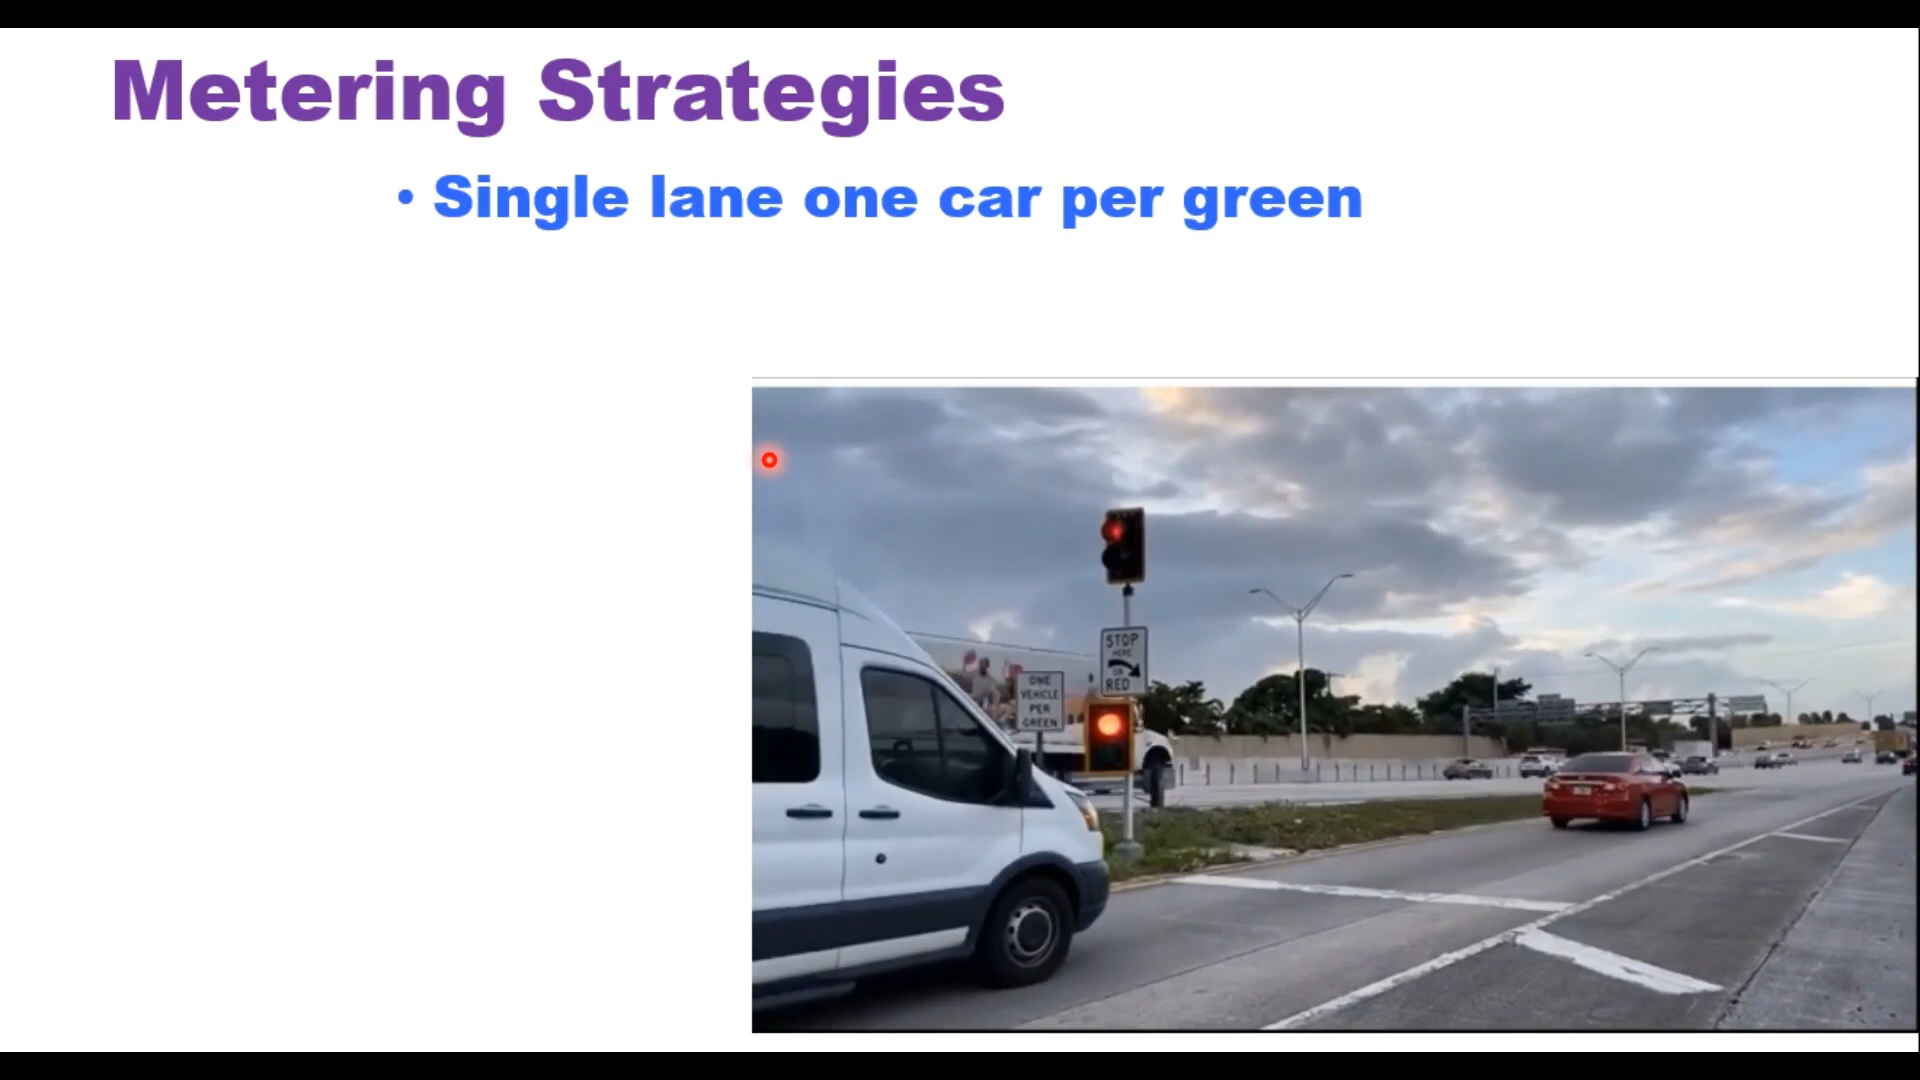 Metering Strategies
• Single lane one car per green
STOP
HERE
ON
RED
ONE
VEHICLE
PER
GREEN